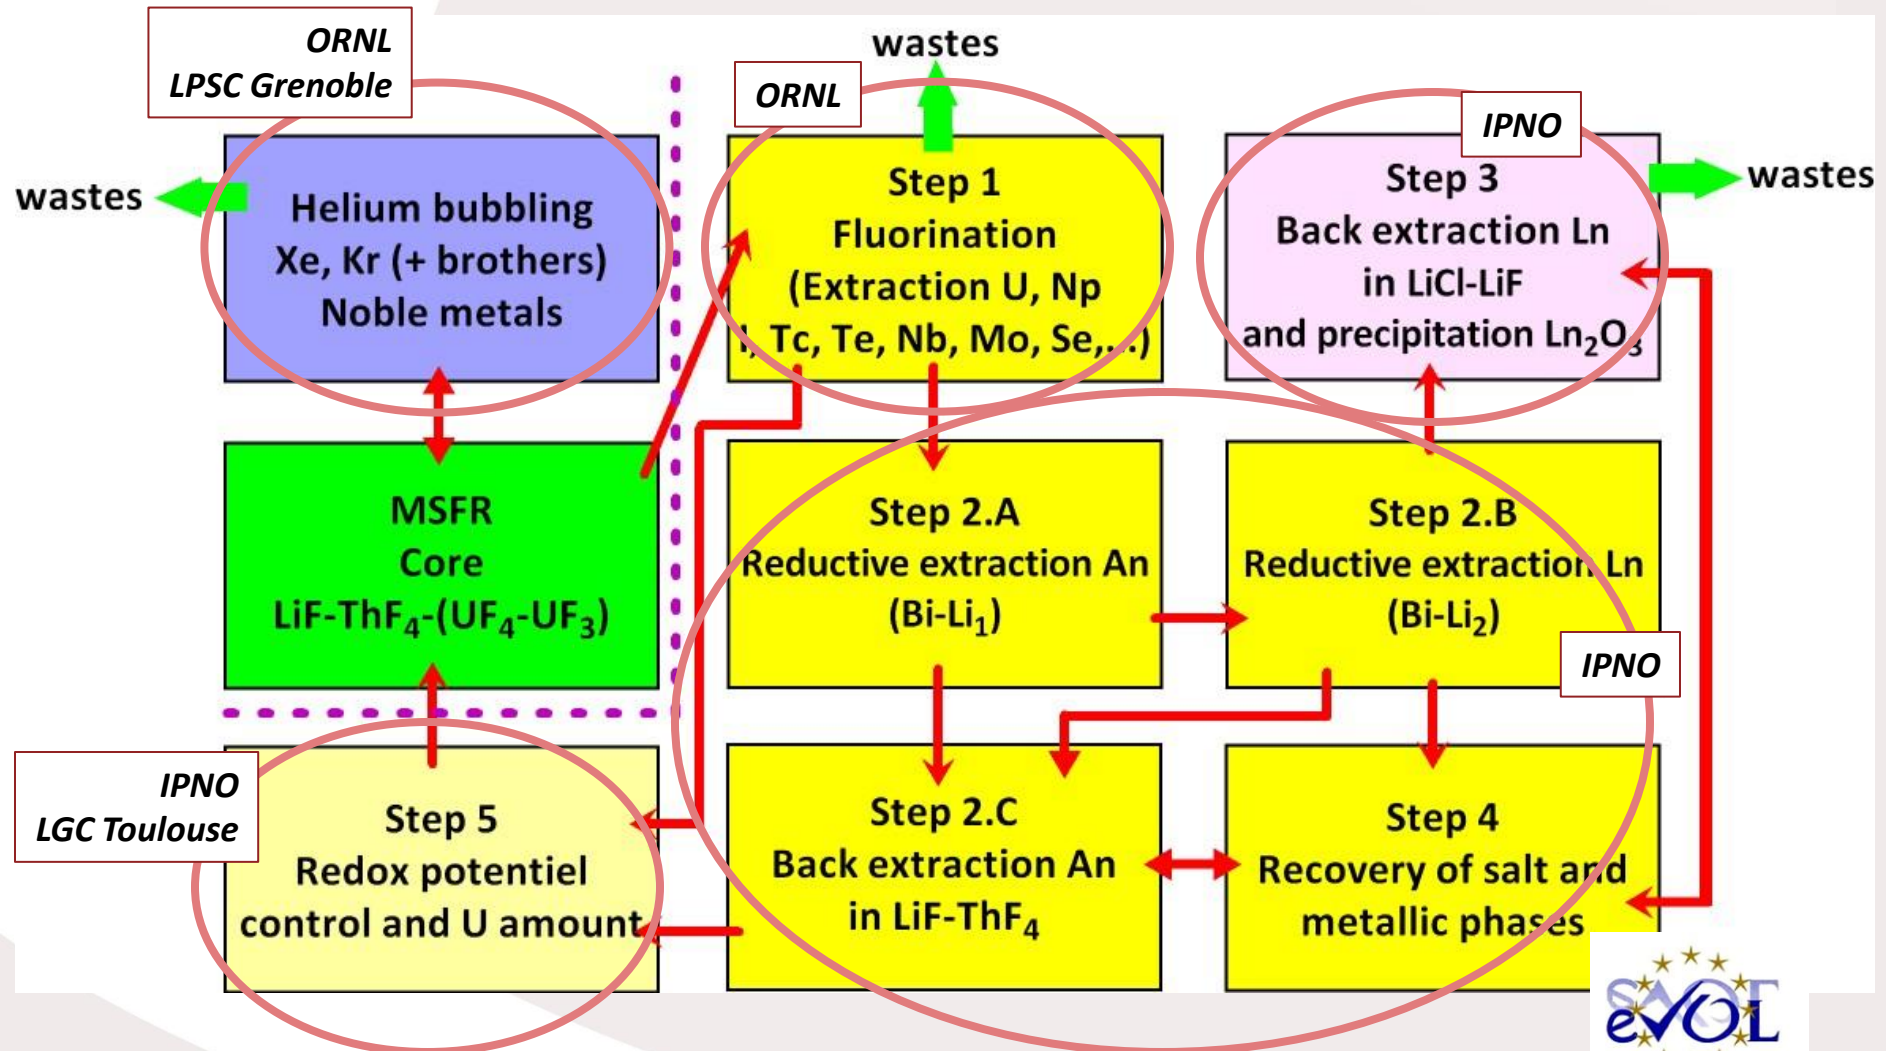 ORNL
LPSC Grenoble
wastes
Helium bubbling
Xe, Kr (+ brothers)
Noble metals
wastes
ORNL
Step 1
Fluorination
(Extraction U, Np
I, Tc, Te, Nb, Mo, Se,...)
IPNO
Step 3
Back extraction Ln
in LiCl-LiF
and precipitation Ln₂O₃
wastes
MSFR
Core
LiF-ThF₄-(UF₄-UF₃)
Step 2.A
Reductive extraction An
(Bi-Li₁)
Step 2.B
Reductive extraction Ln
(Bi-Li₂)
IPNO
IPNO
LGC Toulouse
Step 5
Redox potentiel
control and U amount
Step 2.C
Back extraction An
in LiF-ThF₄
Step 4
Recovery of salt and
metallic phases
eVOL